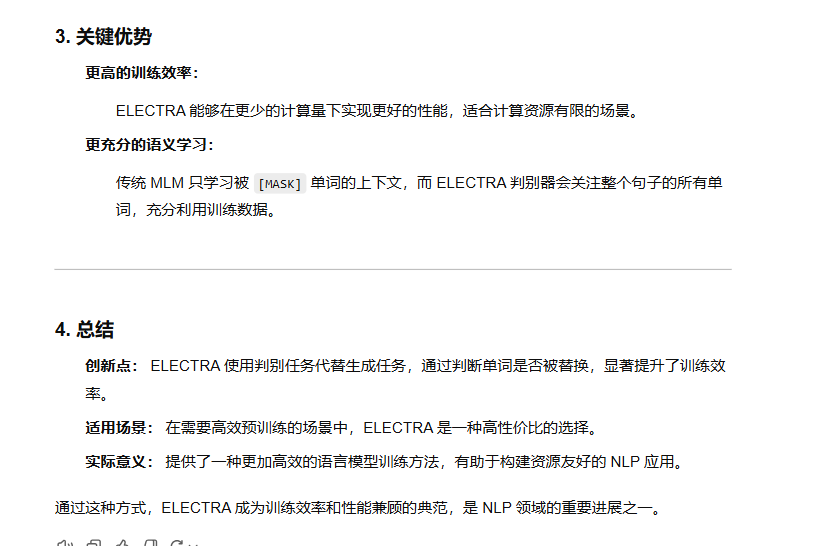 3. 关键优势
更高的训练效率：
ELECTRA 能够在更少的计算量下实现更好的性能，适合计算资源有限的场景。
更充分的语义学习：
传统 MLM 只学习被 [MASK] 单词的上下文，而 ELECTRA 判别器会关注整个句子的所有单
词，充分利用训练数据。
4. 总结
创新点： ELECTRA 使用判别任务代替生成任务，通过判断单词是否被替换，显著提升了训练效
率。
适用场景： 在需要高效预训练的场景中，ELECTRA 是一种高性价比的选择。
实际意义： 提供了一种更加高效的语言模型训练方法，有助于构建资源友好的 NLP 应用。
通过这种方式，ELECTRA 成为训练效率和性能兼顾的典范，是 NLP 领域的重要进展之一。